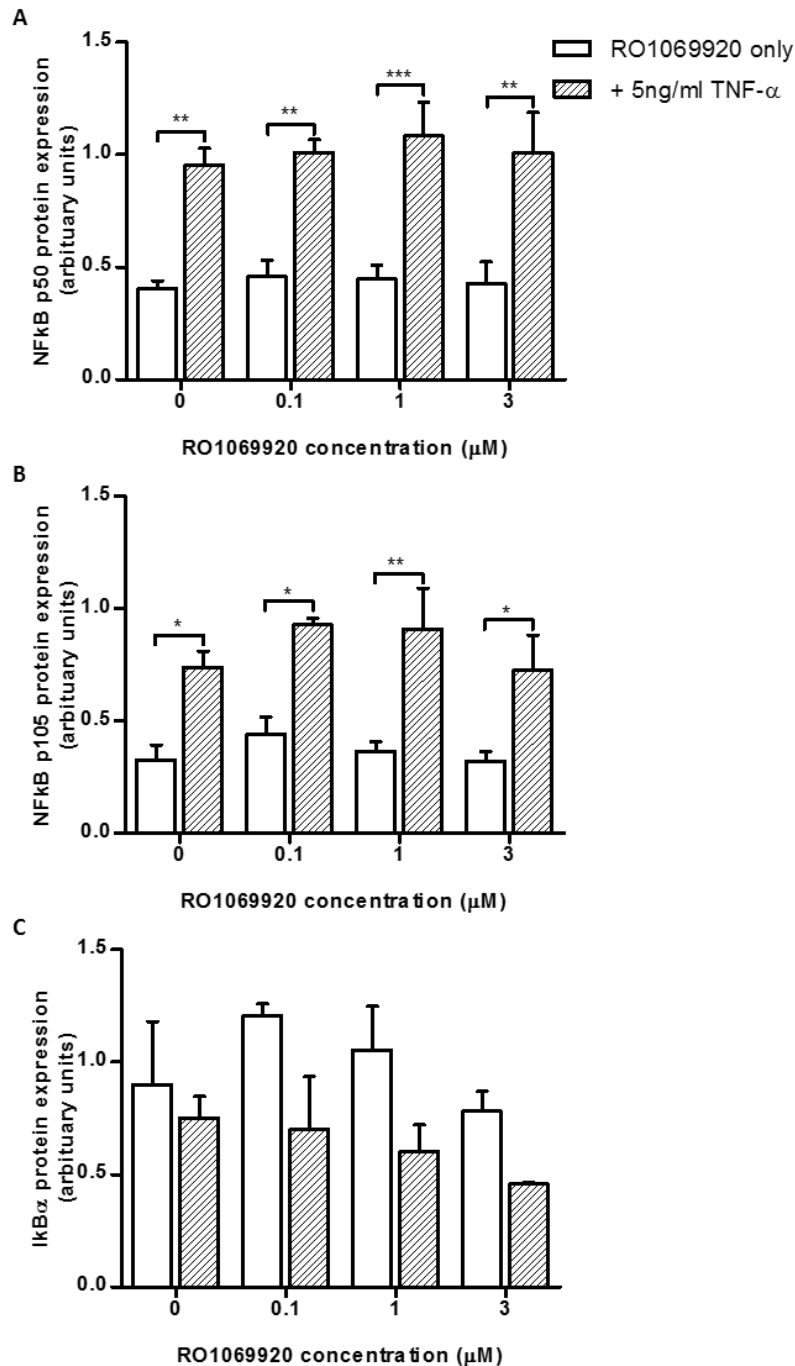 A
1.5
1.0
0.5
0.0
NFkB p50 protein expression
(arbituary units)
**
**
***
**
0
0.1
1
3
RO1069920 concentration (μM)
RO1069920 only
+ 5ng/ml TNF-α
B
1.5
1.0
0.5
0.0
NFkB p105 protein expression
(arbituary units)
*
*
**
*
0
0.1
1
3
RO1069920 concentration (μM)
C
1.5
1.0
0.5
0.0
IkBα protein expression
(arbituary units)
0
0.1
1
3
RO1069920 concentration (μM)